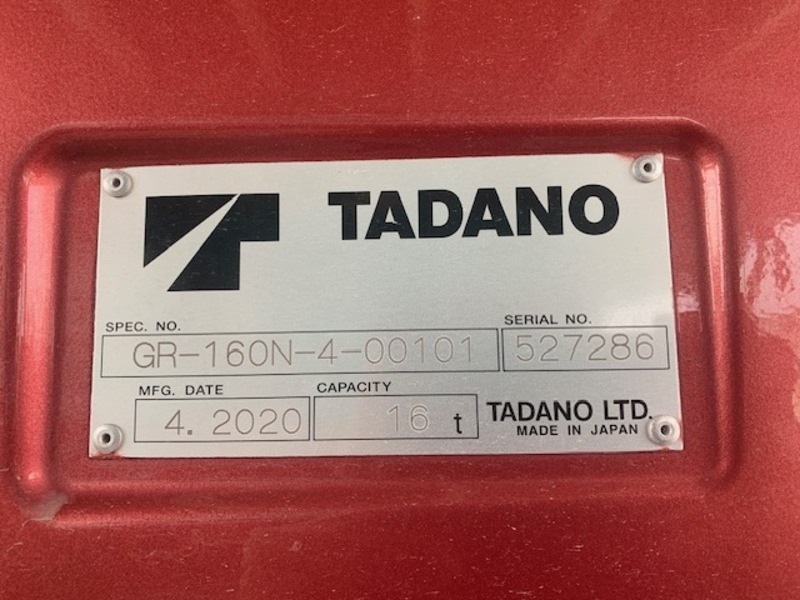 TADANO
SPEC. NO. SERIAL NO.
GR-160N-4-00101 527286
MFG. DATE CAPACITY
4. 2020 16 t TADANO LTD.
MADE IN JAPAN